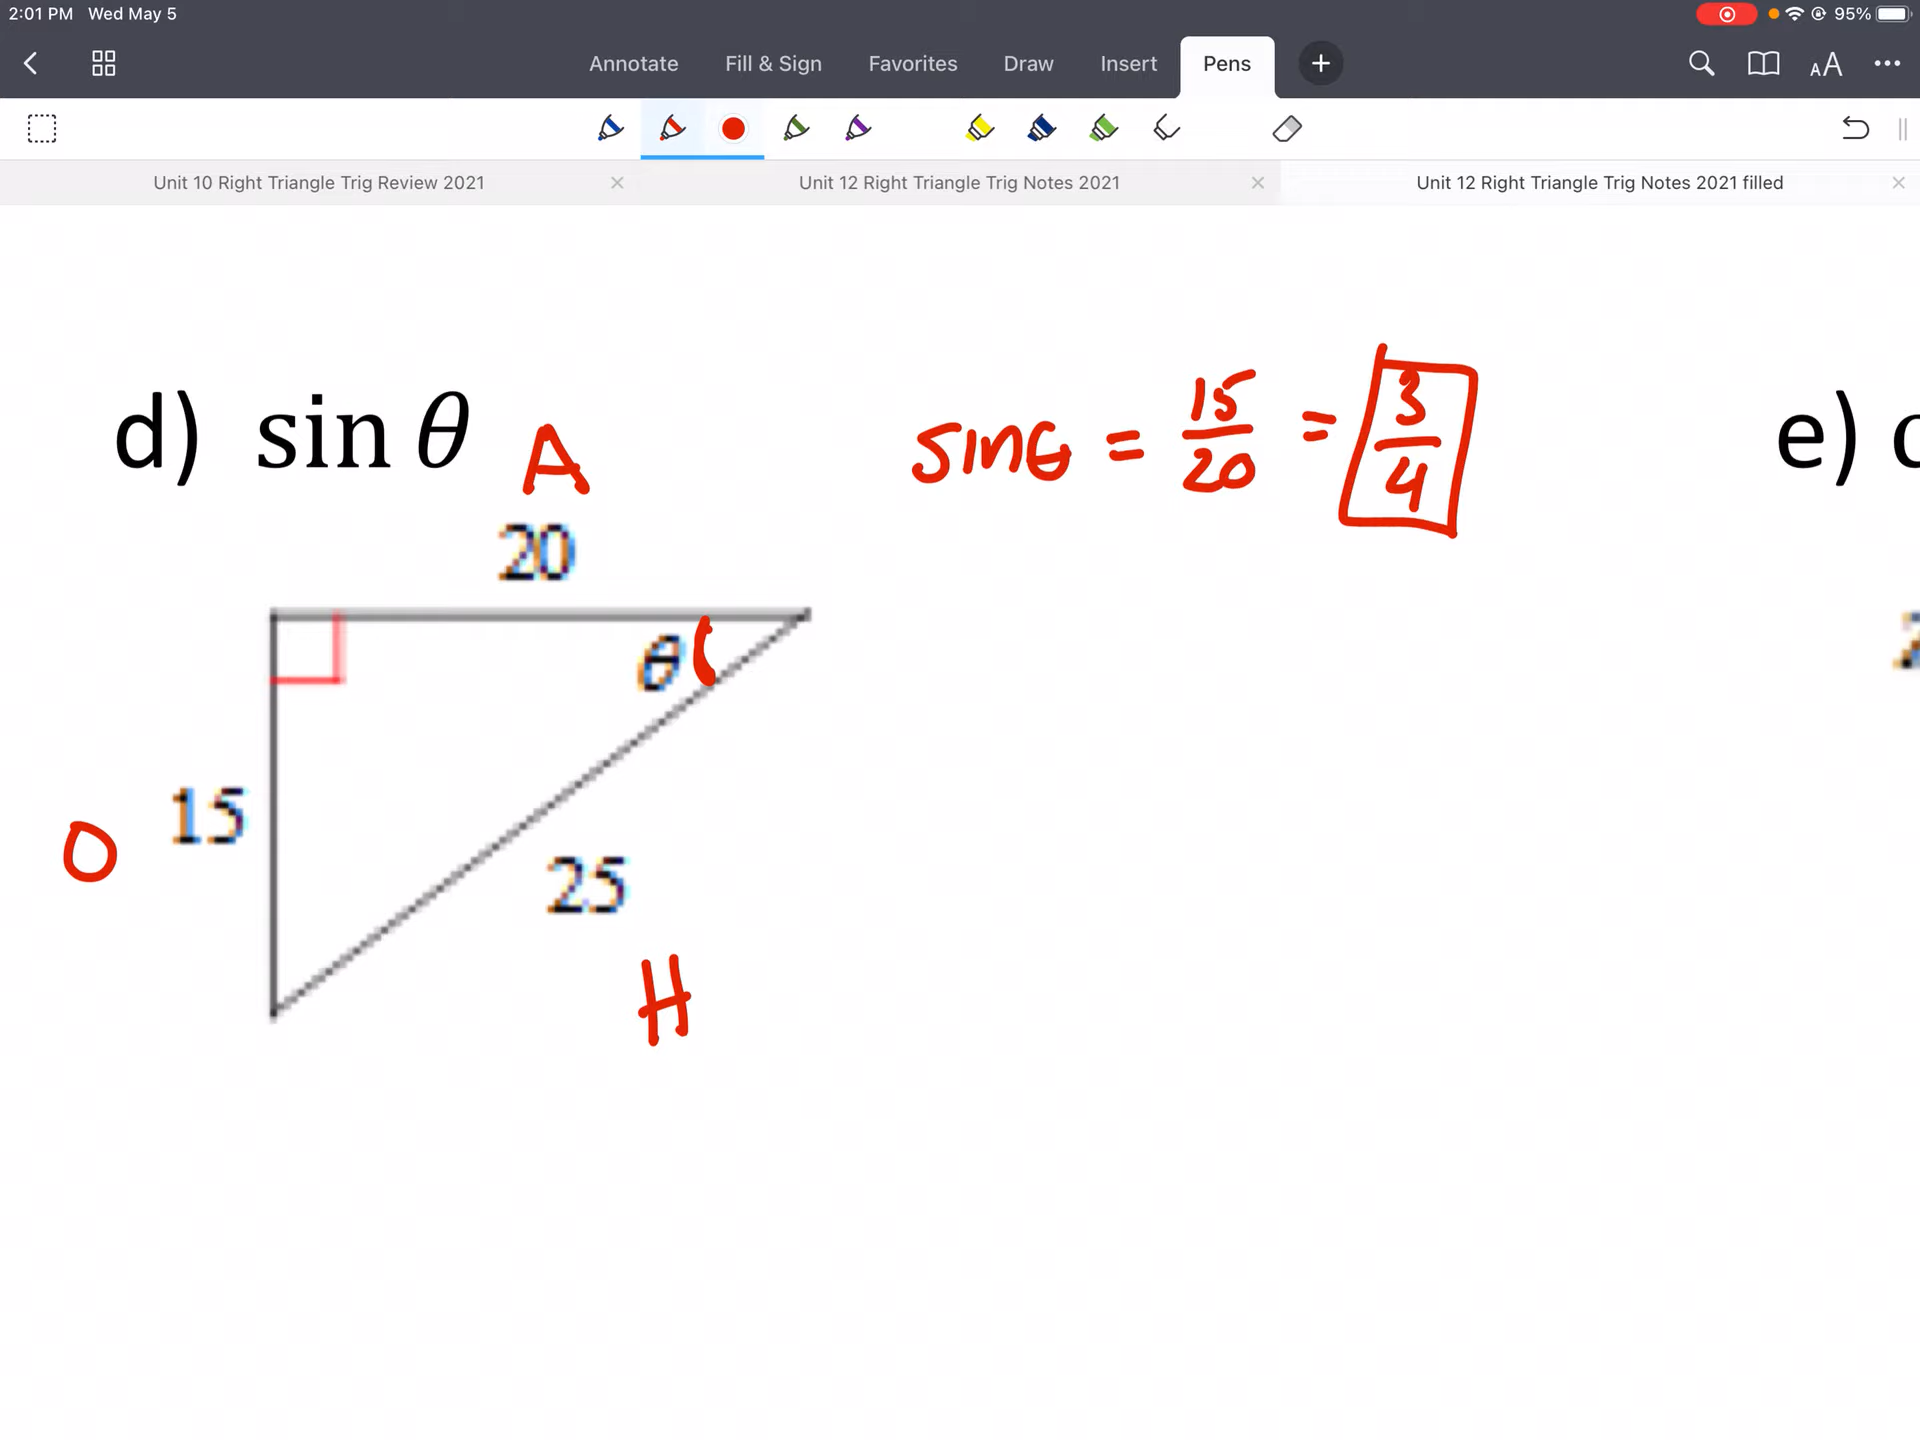 2:01 PM Wed May 5
95%
Annotate Fill & Sign Favorites Draw Insert Pens
AA
Unit 10 Right Triangle Trig Review 2021
Unit 12 Right Triangle Trig Notes 2021
Unit 12 Right Triangle Trig Notes 2021 filled
d) sin θ
A
sinθ = 15/20 = 3/4
e)
20
θ
15
O
25
H